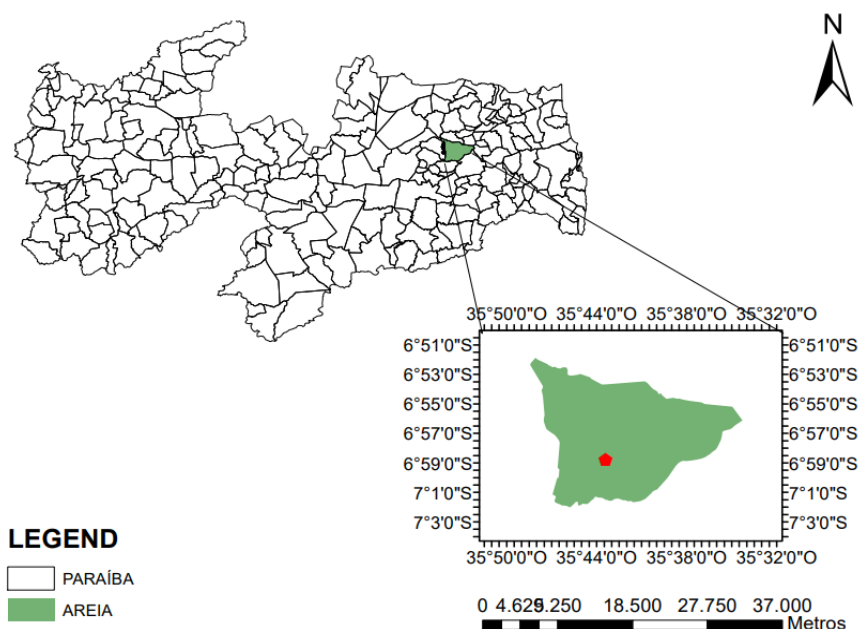 N
35°50'0"O 35°44'0"O 35°38'0"O 35°32'0"O
6°51'0"S 6°51'0"S
6°53'0"S 6°53'0"S
6°55'0"S 6°55'0"S
6°57'0"S 6°57'0"S
6°59'0"S 6°59'0"S
7°1'0"S 7°1'0"S
7°3'0"S 7°3'0"S
35°50'0"O 35°44'0"O 35°38'0"O 35°32'0"O
LEGEND
PARAÍBA
AREIA
0 4.625 9.250 18.500 27.750 37.000
Metros